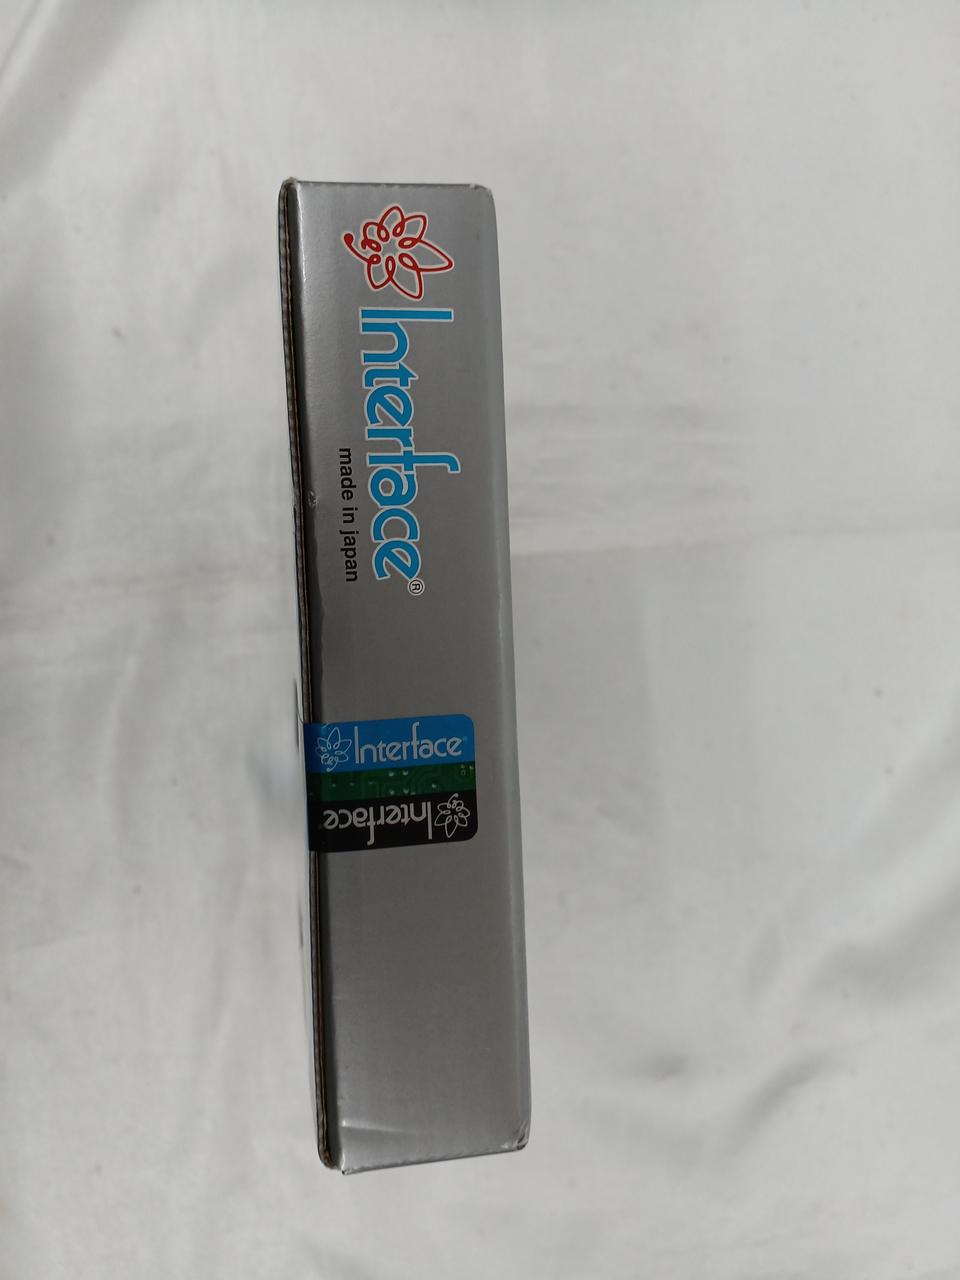 Interface®
made in japan
Interface®
Interface